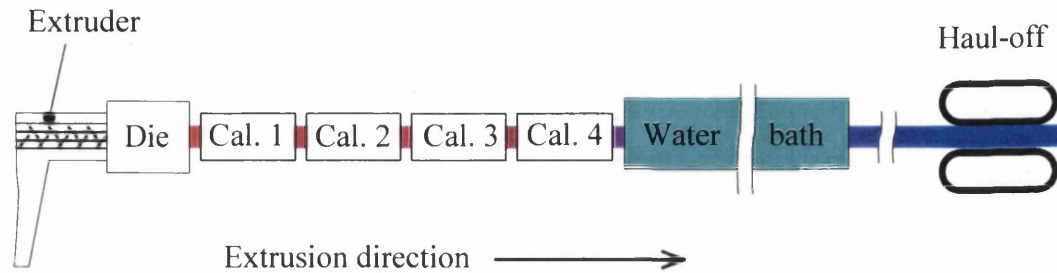 Extruder
Haul-off
Die
Cal. 1
Cal. 2
Cal. 3
Cal. 4
Water bath
Extrusion direction